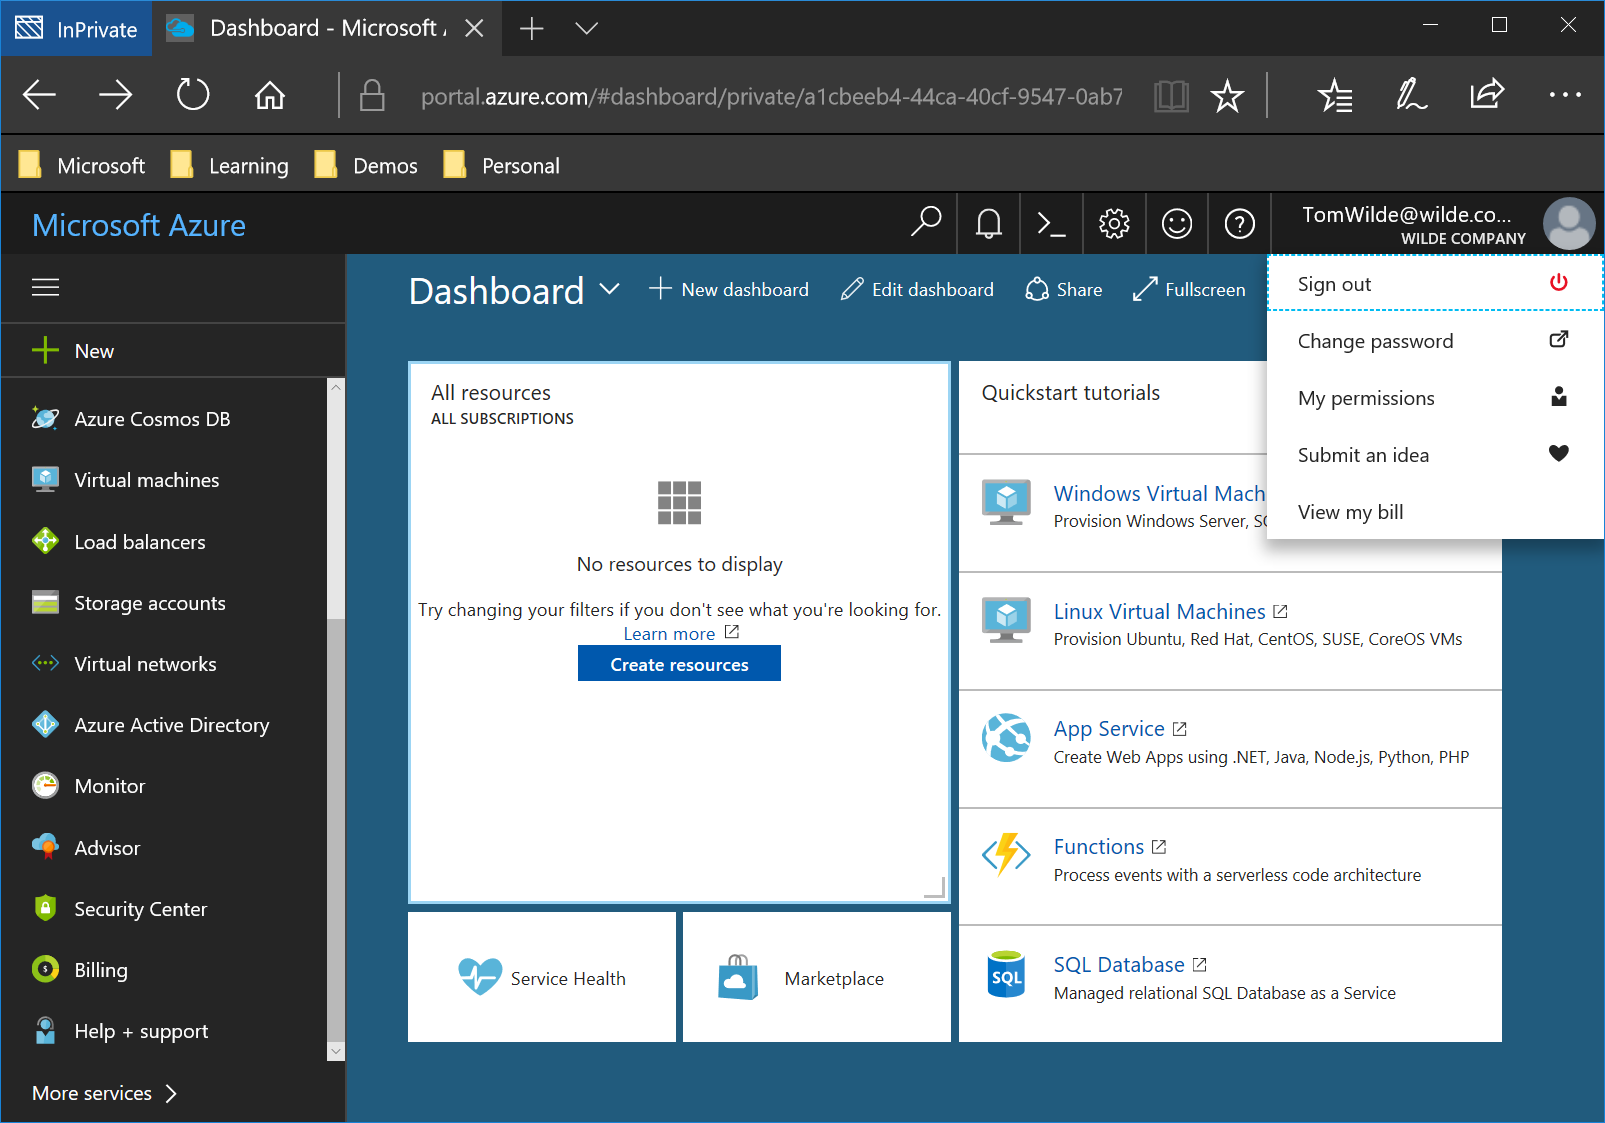 InPrivate
Dashboard - Microsoft
portal.azure.com/#dashboard/private/a1cbeeb4-44ca-40cf-9547-0ab7
Microsoft
Learning
Demos
Personal
Microsoft Azure
TomWilde@wilde.co...
WILDE COMPANY
Dashboard
New dashboard
Edit dashboard
Share
Fullscreen
Sign out
Change password
My permissions
Submit an idea
View my bill
New
Azure Cosmos DB
Virtual machines
Load balancers
Storage accounts
Virtual networks
Azure Active Directory
Monitor
Advisor
Security Center
Billing
Help + support
More services
All resources
ALL SUBSCRIPTIONS
No resources to display
Try changing your filters if you don't see what you're looking for.
Learn more
Create resources
Service Health
Marketplace
Quickstart tutorials
Windows Virtual Mach
Provision Windows Server, SQ
Linux Virtual Machines
Provision Ubuntu, Red Hat, CentOS, SUSE, CoreOS VMs
App Service
Create Web Apps using .NET, Java, Node.js, Python, PHP
Functions
Process events with a serverless code architecture
SQL
SQL Database
Managed relational SQL Database as a Service